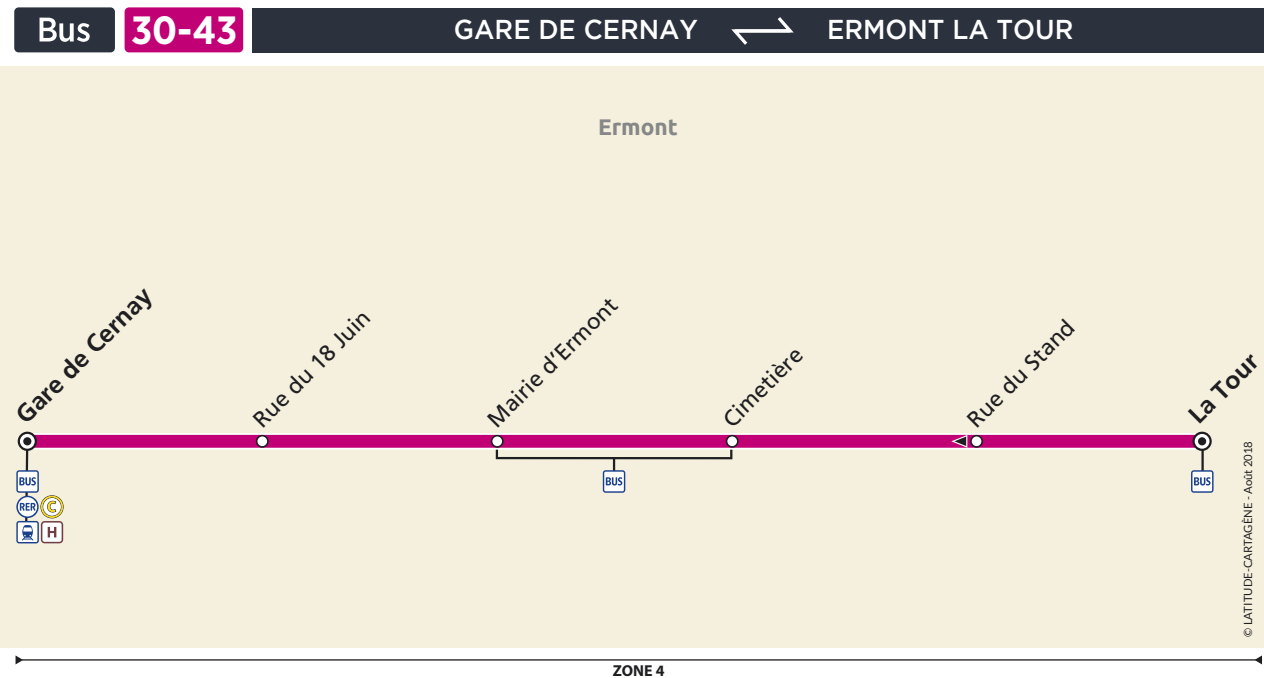 Bus 30-43 GARE DE CERNAY ERMONT LA TOUR
Ermont
Gare de Cernay
Rue du 18 Juin
Mairie d'Ermont
Cimetière
Rue du Stand
La Tour
BUS
RER C
H
BUS
BUS
© LATITUDE-CARTAGÈNE - Août 2018
ZONE 4